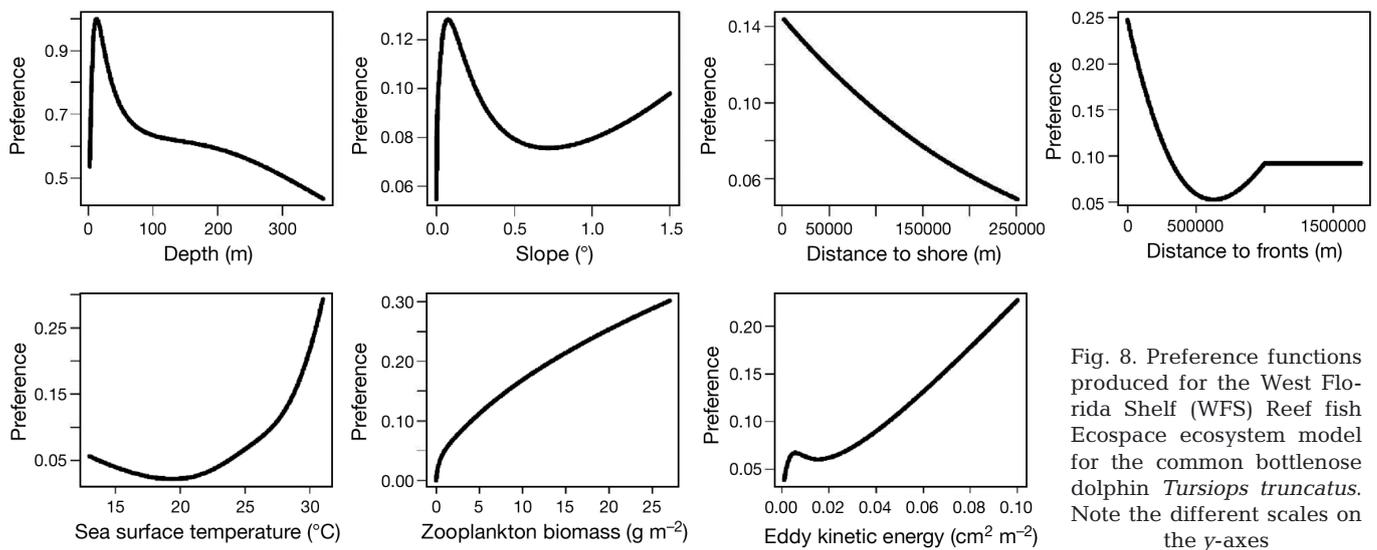 Preference
0.9
0.7
0.5
0
100
200
300
Depth (m)
Preference
0.12
0.10
0.08
0.06
0.0
0.5
1.0
1.5
Slope (°)
Preference
0.14
0.10
0.06
0
50000
150000
250000
Distance to shore (m)
Preference
0.25
0.20
0.15
0.10
0.05
0
500000
1500000
Distance to fronts (m)
Preference
0.25
0.15
0.05
15
20
25
30
Sea surface temperature (°C)
Preference
0.30
0.20
0.10
0.00
0
5
10
15
20
25
Zooplankton biomass (g m–2)
Preference
0.20
0.15
0.10
0.05
0.00
0.02
0.04
0.06
0.08
0.10
Eddy kinetic energy (cm2 m–2)
Fig. 8. Preference functions
produced for the West Flo-
rida Shelf (WFS) Reef fish
Ecospace ecosystem model
for the common bottlenose
dolphin Tursiops truncatus.
Note the different scales on
the y-axes